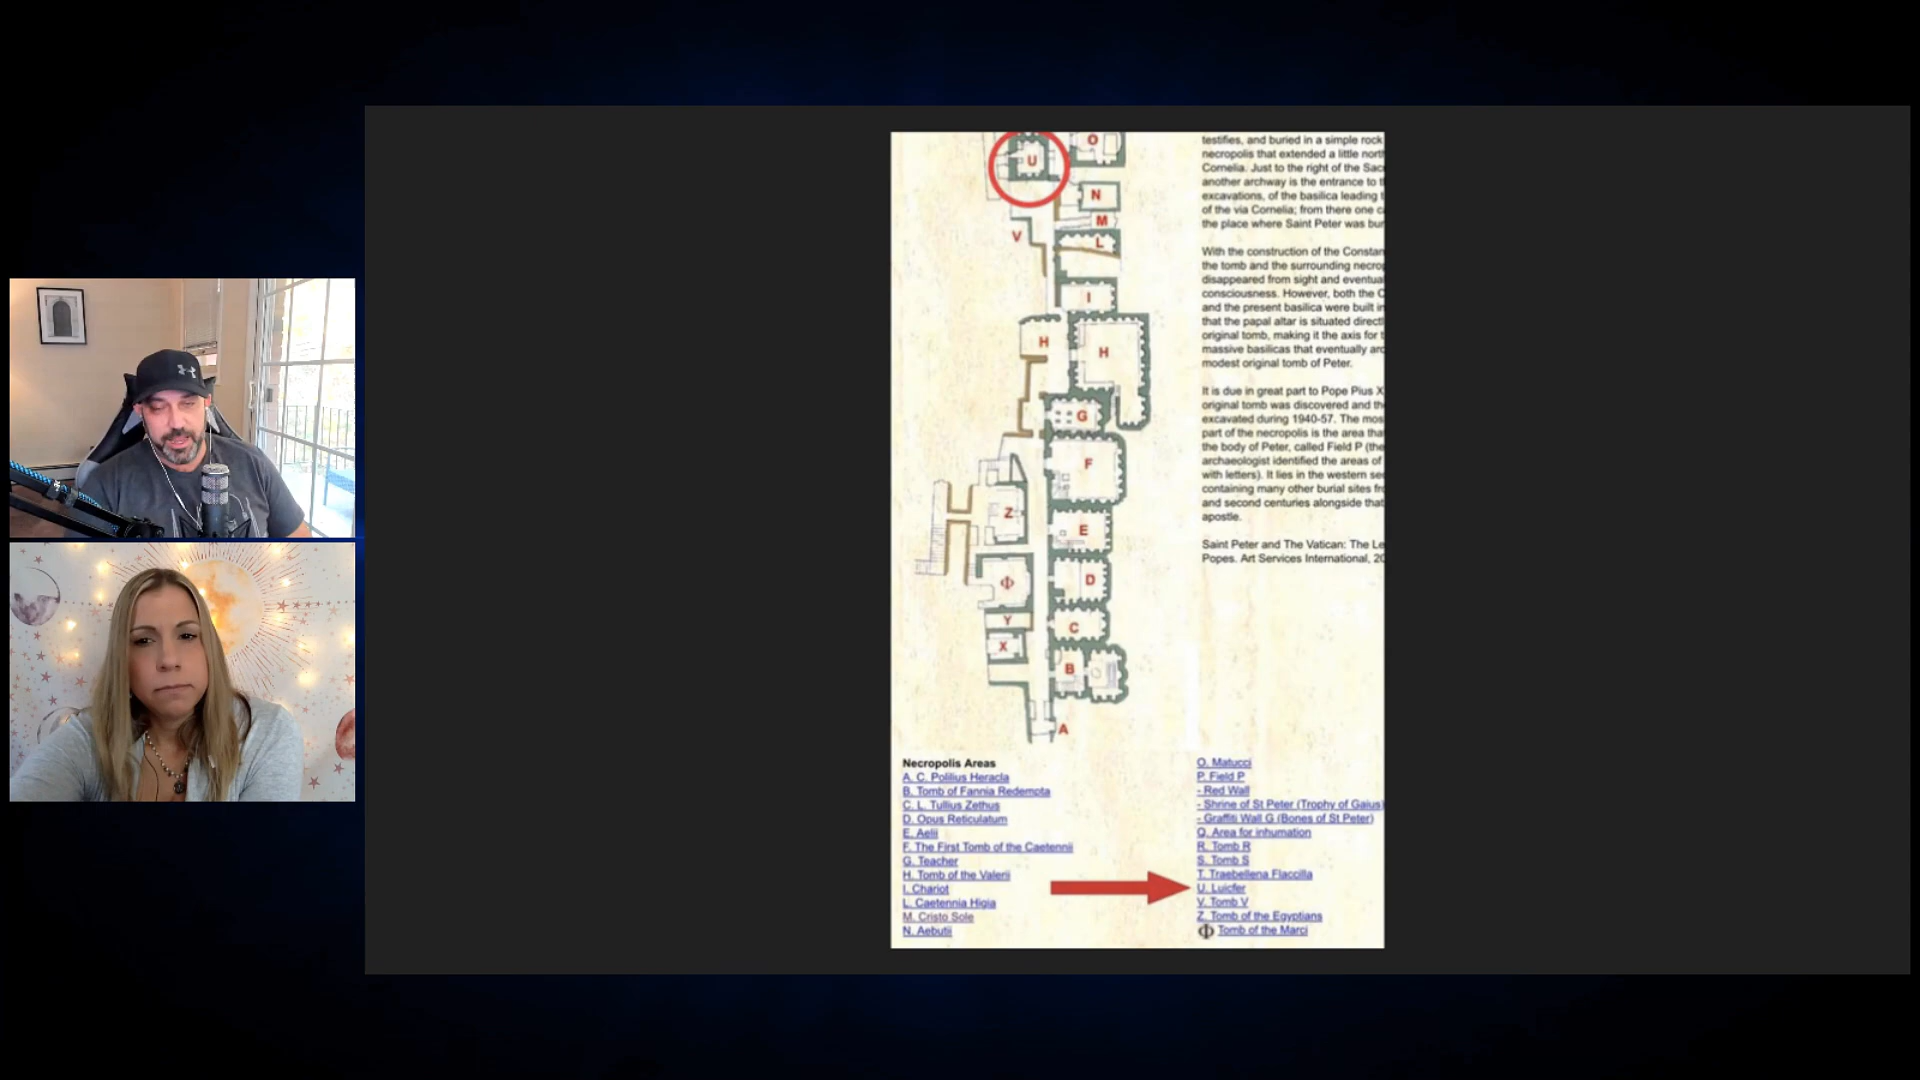 O
U
N
M
L
V
I
H
H
G
F
Z
E
D
Φ
C
Y
X
B
A
testifies, and buried in a simple rock
necropolis that extended a little nort
Cornelia. Just to the right of the Sac
another archway is the entrance to t
excavations, of the basilica leading
of the via Cornelia; from there one c
the place where Saint Peter was bur
With the construction of the Constan
the tomb and the surrounding necrop
disappeared from sight and eventua
consciousness. However, both the C
and the present basilica were built in
that the papal altar is situated directl
original tomb, making it the axis for t
massive basilicas that eventually arc
modest original tomb of Peter.
It is due in great part to Pope Pius X
original tomb was discovered and th
excavated during 1940-57. The mos
part of the necropolis is the area tha
the body of Peter, called Field P (the
archaeologist identified the areas of
with letters). It lies in the western se
containing many other burial sites fr
and second centuries alongside that
apostle.
Saint Peter and The Vatican: The Le
Popes. Art Services International, 20
Necropolis Areas
A. C. Polilius Heracla
B. Tomb of Fannia Redempta
C. L. Tullius Zethus
D. Opus Reticulatum
E. Aelii
F. The First Tomb of the Caetennii
G. Teacher
H. Tomb of the Valerii
I. Chariot
L. Caetennia Higia
M. Cristo Sole
N. Aebutii
O. Matucci
P. Field P
- Red Wall
- Shrine of St Peter (Trophy of Gaius)
- Graffiti Wall G (Bones of St Peter)
Q. Area for inhumation
R. Tomb R
S. Tomb S
T. Traebellena Flaccilla
U. Luicfer
V. Tomb V
Z. Tomb of the Egyptians
Φ Tomb of the Marci